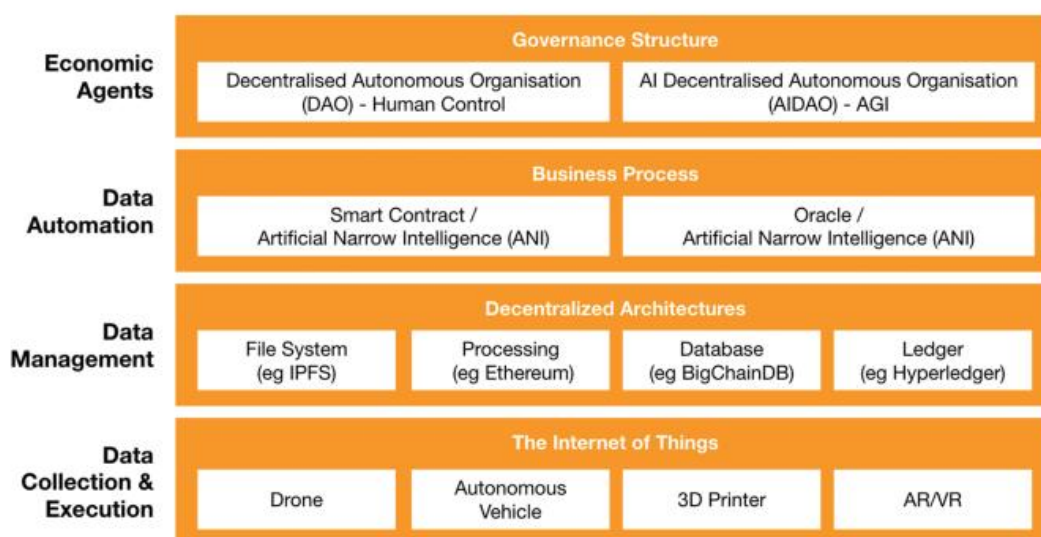 Economic
Agents
Governance Structure
Decentralised Autonomous Organisation
(DAO) - Human Control
AI Decentralised Autonomous Organisation
(AIDAO) - AGI
Data
Automation
Business Process
Smart Contract /
Artificial Narrow Intelligence (ANI)
Oracle /
Artificial Narrow Intelligence (ANI)
Data
Management
Decentralized Architectures
File System
(eg IPFS)
Processing
(eg Ethereum)
Database
(eg BigChainDB)
Ledger
(eg Hyperledger)
Data
Collection &
Execution
The Internet of Things
Drone
Autonomous
Vehicle
3D Printer
AR/VR